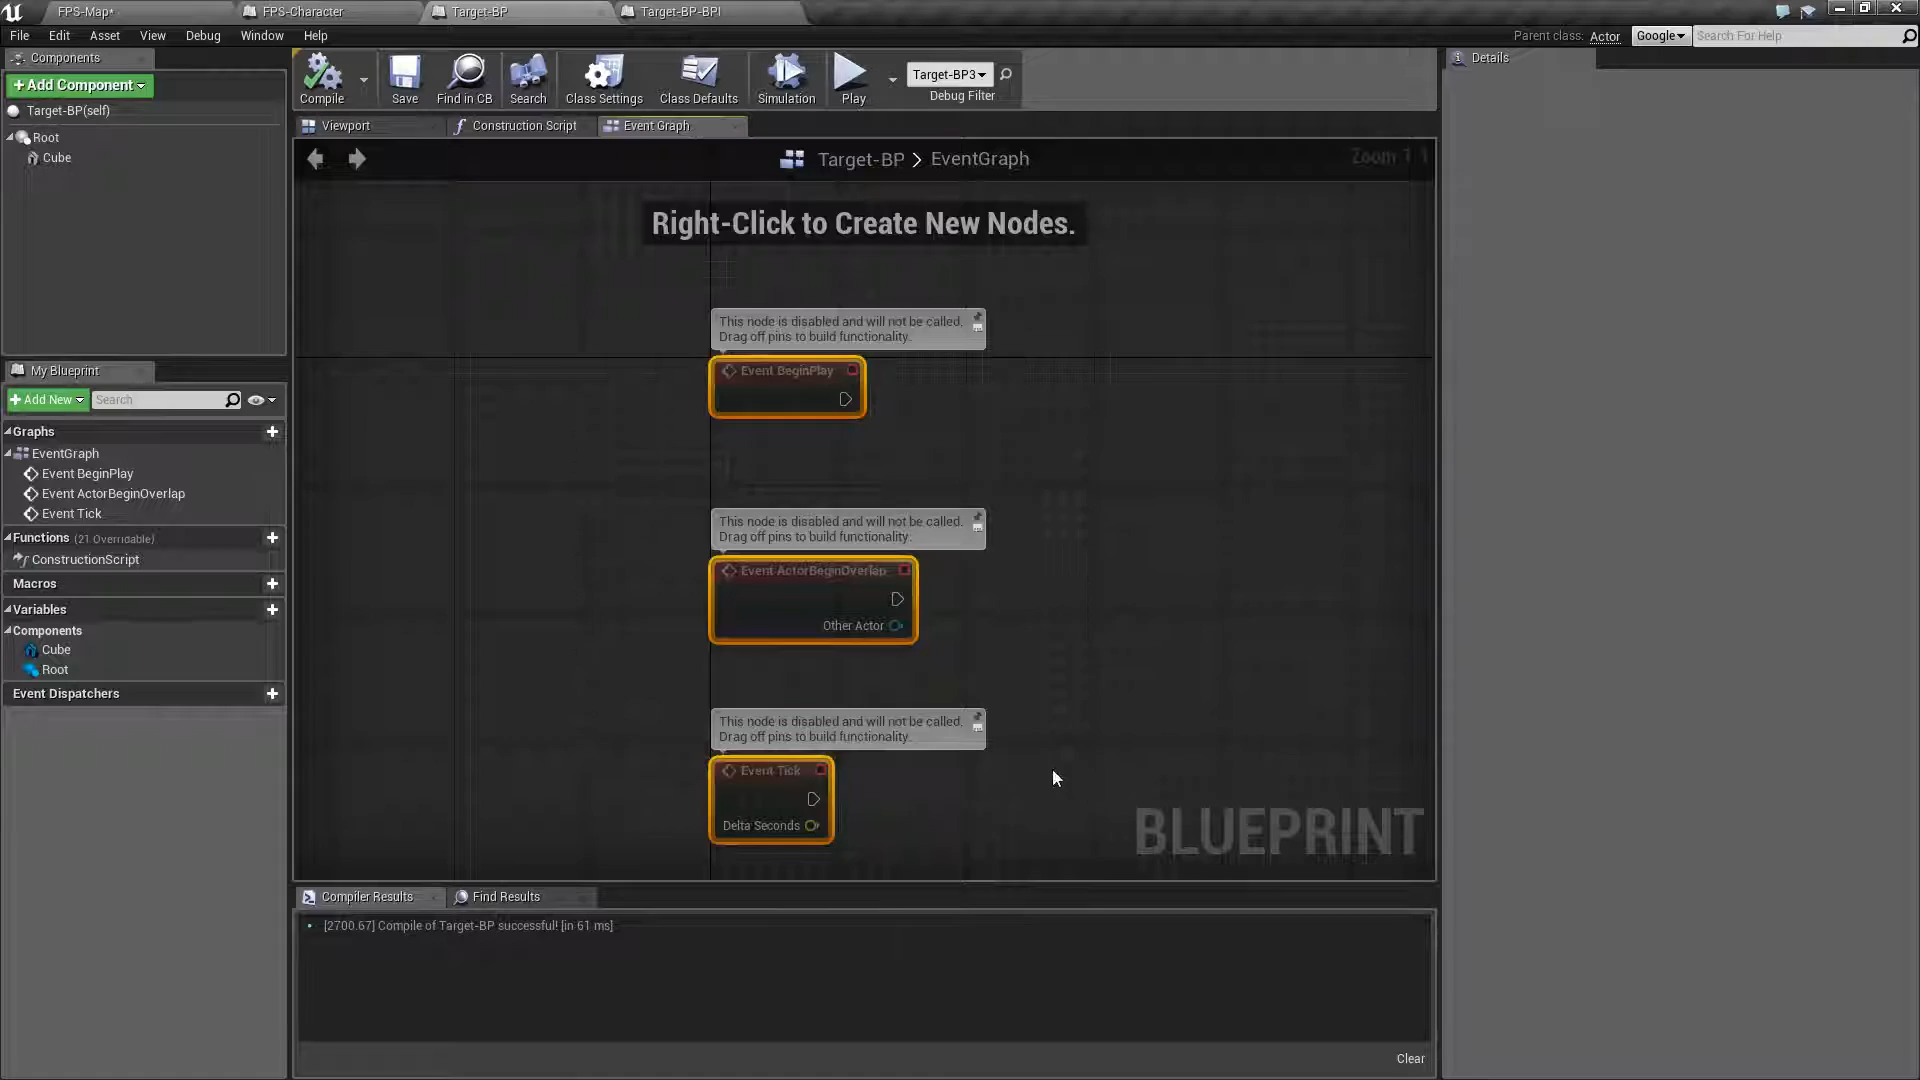 FPS-Map*
FPS-Character
Target-BP
Target-BP-BPI
File Edit Asset View Debug Window Help
Parent class: Actor
Google
Search For Help
Components
+ Add Component
Target-BP(self)
Root
Cube
Compile
Save
Find in CB
Search
Class Settings
Class Defaults
Simulation
Play
Target-BP3
Debug Filter
Details
Viewport
Construction Script
Event Graph
Target-BP > EventGraph
Zoom 1:1
Right-Click to Create New Nodes.
This node is disabled and will not be called.
Drag off pins to build functionality.
Event BeginPlay
This node is disabled and will not be called.
Drag off pins to build functionality.
Event ActorBeginOverlap
Other Actor
This node is disabled and will not be called.
Drag off pins to build functionality.
Event Tick
Delta Seconds
BLUEPRINT
My Blueprint
+ Add New
Search
Graphs
EventGraph
Event BeginPlay
Event ActorBeginOverlap
Event Tick
Functions (21 Overridable)
ConstructionScript
Macros
Variables
Components
Cube
Root
Event Dispatchers
Compiler Results
Find Results
[2700.67] Compile of Target-BP successful! [in 61 ms]
Clear